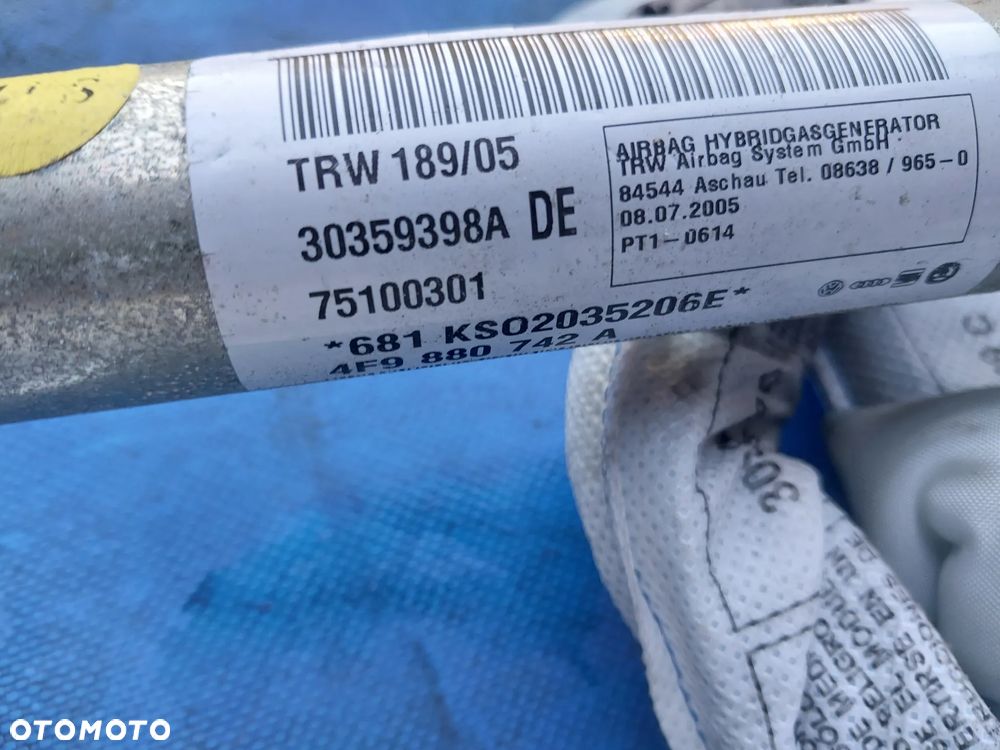 TRW 189/05
30359398A DE
75100301
*681 KS02035206E*
4F9 880 742 A
AIRBAG HYBRIDGASGENERATOR
TRW Airbag System GmbH
84544 Aschau Tel. 08638 / 965-0
08.07.2005
PT1-0614
OTOMOTO